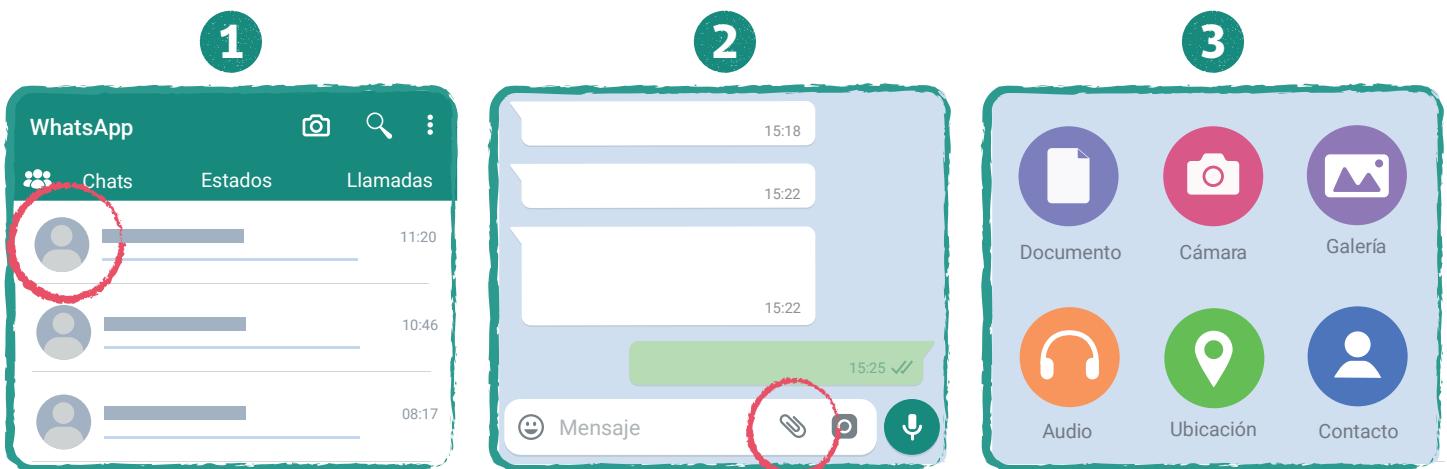 1
2
3
WhatsApp
Chats Estados Llamadas
11:20
10:46
08:17
15:18
15:22
15:22
15:25
Mensaje
Documento Cámara Galería
Audio Ubicación Contacto